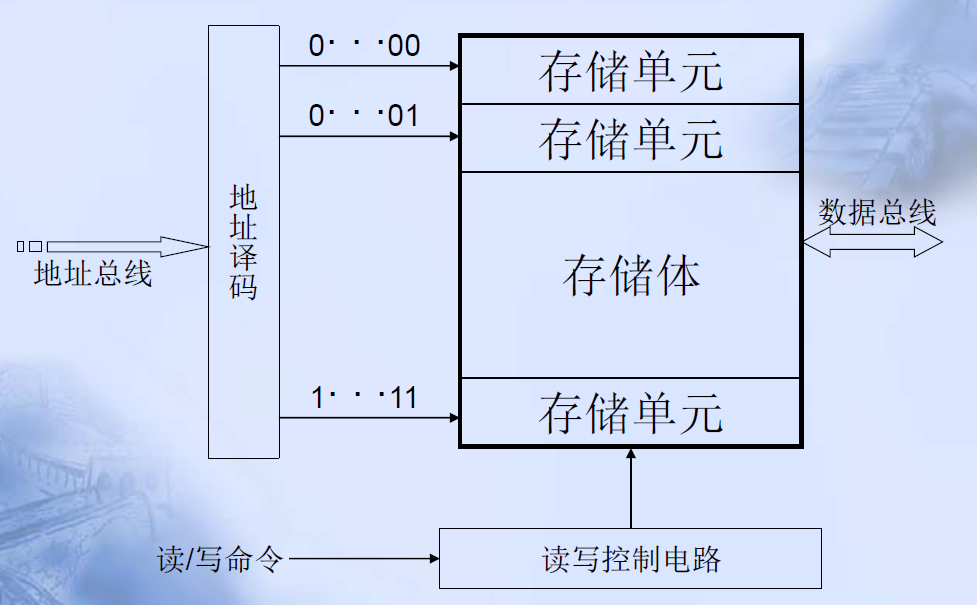 0···00
存储单元
0···01
存储单元
地址译码
数据总线
地址总线
存储体
1···11
存储单元
读/写命令
读写控制电路